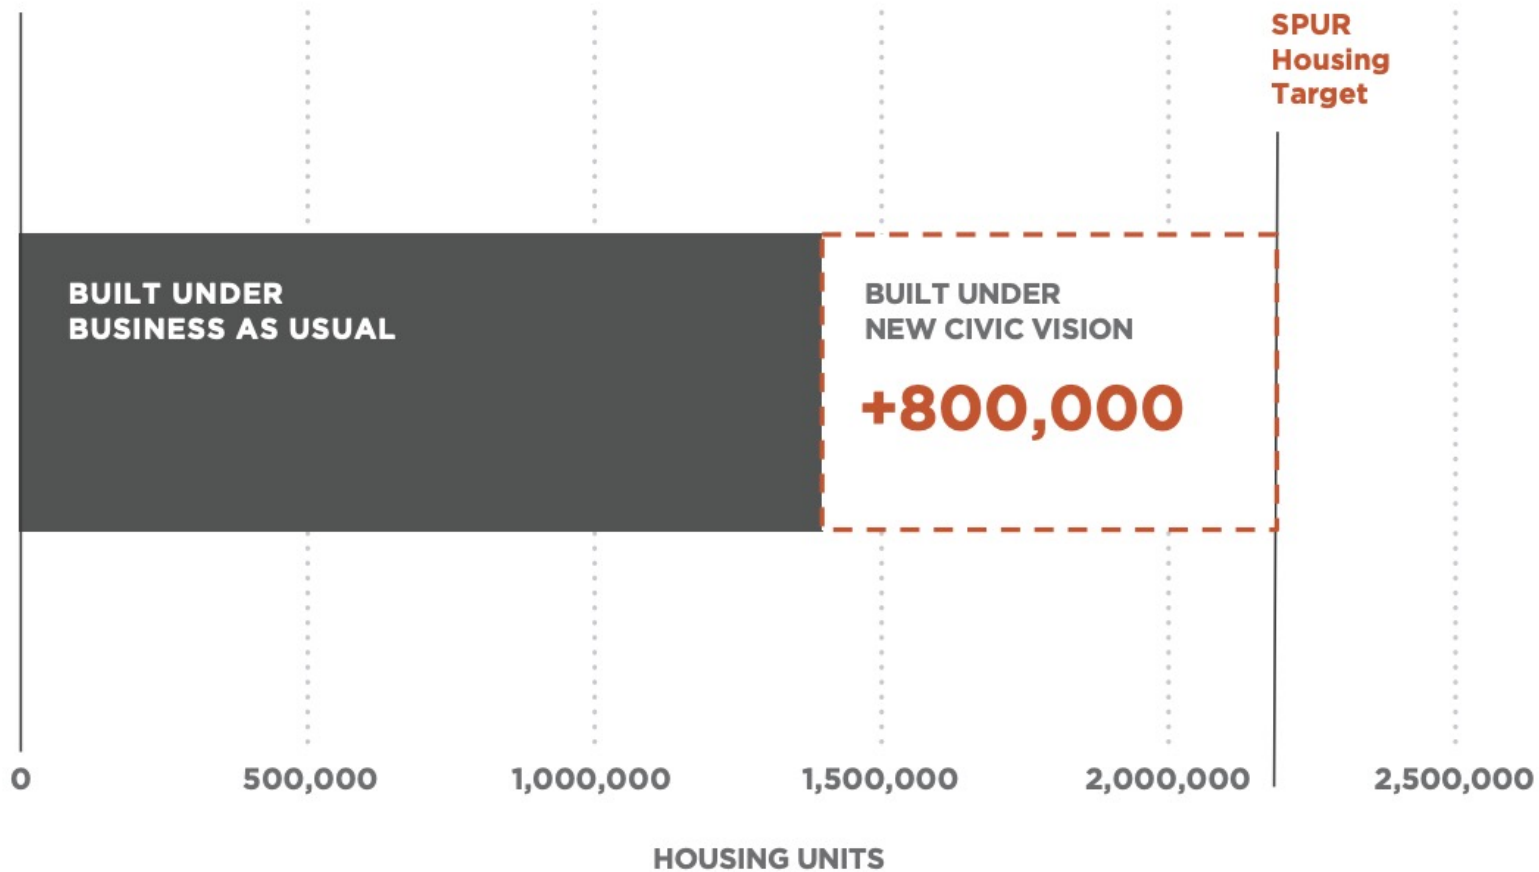 SPUR
Housing
Target
BUILT UNDER
BUSINESS AS USUAL
BUILT UNDER
NEW CIVIC VISION
+800,000
0 500,000 1,000,000 1,500,000 2,000,000 2,500,000
HOUSING UNITS